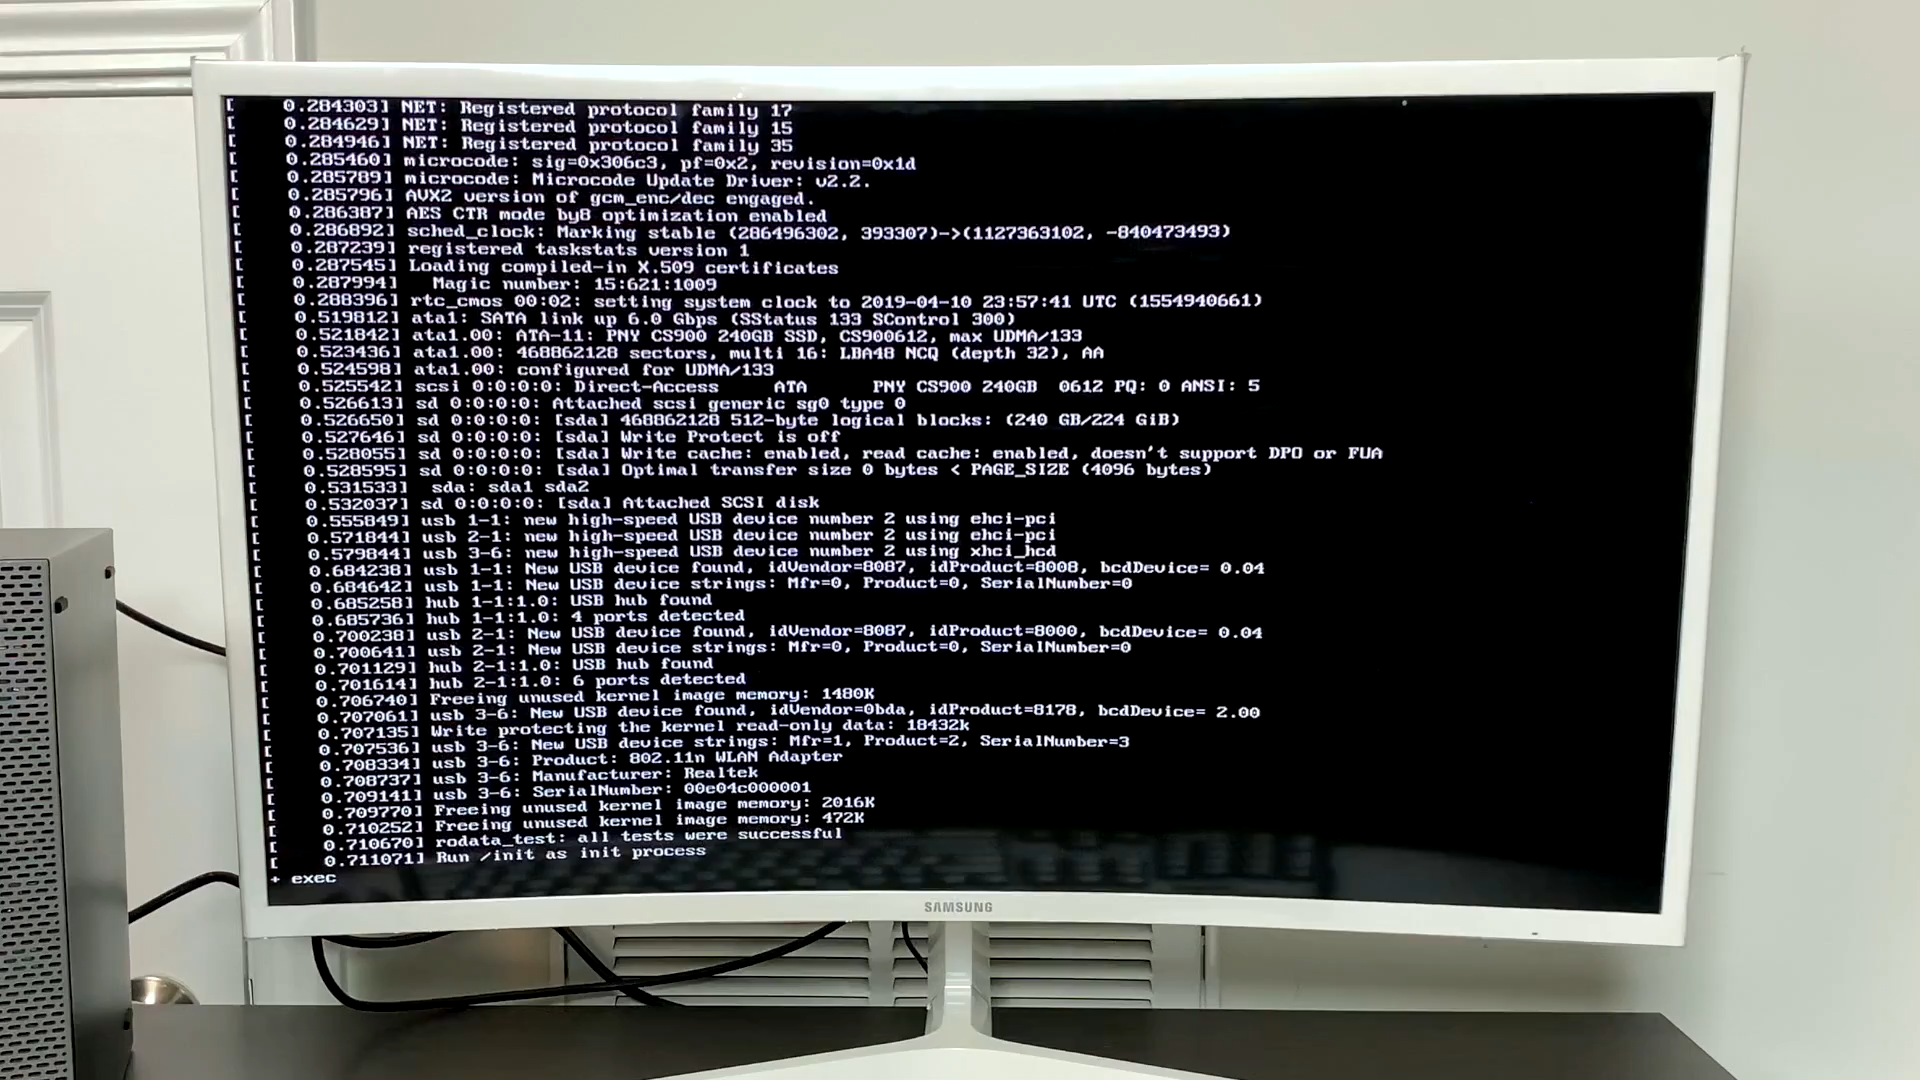 [    0.284303] NET: Registered protocol family 17
[    0.284629] NET: Registered protocol family 15
[    0.284946] NET: Registered protocol family 35
[    0.285460] microcode: sig=0x306c3, pf=0x2, revision=0x1d
[    0.285789] microcode: Microcode Update Driver: v2.2.
[    0.285796] AVX2 version of gcm_enc/dec engaged.
[    0.286387] AES CTR mode by8 optimization enabled
[    0.286892] sched_clock: Marking stable (286496302, 393307)->(1127363102, -840473493)
[    0.287239] registered taskstats version 1
[    0.287545] Loading compiled-in X.509 certificates
[    0.287994]   Magic number: 15:621:1009
[    0.288396] rtc_cmos 00:02: setting system clock to 2019-04-10 23:57:41 UTC (1554940661)
[    0.519812] ata1: SATA link up 6.0 Gbps (SStatus 133 SControl 300)
[    0.521842] ata1.00: ATA-11: PNY CS900 240GB SSD, CS900612, max UDMA/133
[    0.523436] ata1.00: 468862128 sectors, multi 16: LBA48 NCQ (depth 32), AA
[    0.524598] ata1.00: configured for UDMA/133
[    0.525542] scsi 0:0:0:0: Direct-Access     ATA      PNY CS900 240GB  0612 PQ: 0 ANSI: 5
[    0.526613] sd 0:0:0:0: Attached scsi generic sg0 type 0
[    0.526650] sd 0:0:0:0: [sda] 468862128 512-byte logical blocks: (240 GB/224 GiB)
[    0.527646] sd 0:0:0:0: [sda] Write Protect is off
[    0.528055] sd 0:0:0:0: [sda] Write cache: enabled, read cache: enabled, doesn't support DPO or FUA
[    0.528595] sd 0:0:0:0: [sda] Optimal transfer size 0 bytes < PAGE_SIZE (4096 bytes)
[    0.531533]  sda: sda1 sda2
[    0.532037] sd 0:0:0:0: [sda] Attached SCSI disk
[    0.555849] usb 1-1: new high-speed USB device number 2 using ehci-pci
[    0.571844] usb 2-1: new high-speed USB device number 2 using ehci-pci
[    0.579844] usb 3-6: new high-speed USB device number 2 using xhci_hcd
[    0.684238] usb 1-1: New USB device found, idVendor=8087, idProduct=8008, bcdDevice= 0.04
[    0.684642] usb 1-1: New USB device strings: Mfr=0, Product=0, SerialNumber=0
[    0.685258] hub 1-1:1.0: USB hub found
[    0.685736] hub 1-1:1.0: 4 ports detected
[    0.700238] usb 2-1: New USB device found, idVendor=8087, idProduct=8000, bcdDevice= 0.04
[    0.700641] usb 2-1: New USB device strings: Mfr=0, Product=0, SerialNumber=0
[    0.701129] hub 2-1:1.0: USB hub found
[    0.701614] hub 2-1:1.0: 6 ports detected
[    0.706740] Freeing unused kernel image memory: 1480K
[    0.707061] usb 3-6: New USB device found, idVendor=0bda, idProduct=8178, bcdDevice= 2.00
[    0.707135] Write protecting the kernel read-only data: 18432k
[    0.707536] usb 3-6: New USB device strings: Mfr=1, Product=2, SerialNumber=3
[    0.708334] usb 3-6: Product: 802.11n WLAN Adapter
[    0.708737] usb 3-6: Manufacturer: Realtek
[    0.709141] usb 3-6: SerialNumber: 00e04c000001
[    0.709770] Freeing unused kernel image memory: 2016K
[    0.710252] Freeing unused kernel image memory: 472K
[    0.710670] rodata_test: all tests were successful
[    0.711071] Run /init as init process
+ exec
SAMSUNG